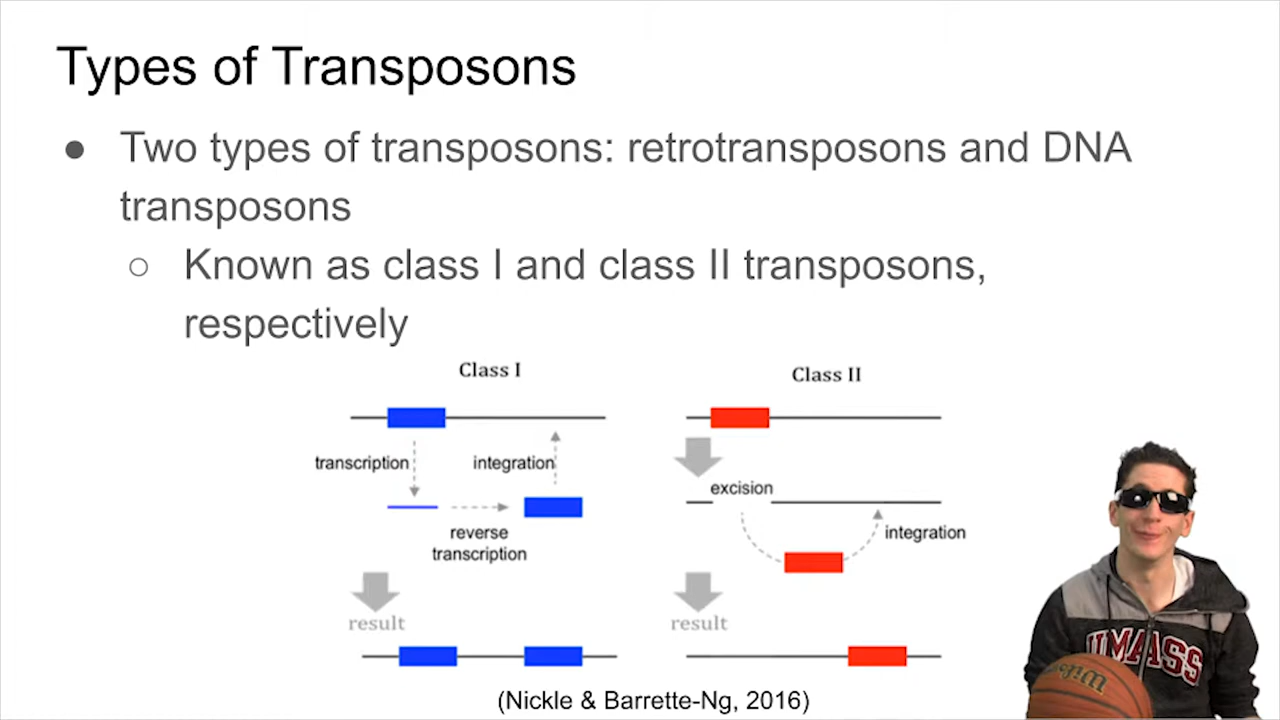 Types of Transposons
● Two types of transposons: retrotransposons and DNA
transposons
○ Known as class I and class II transposons,
respectively
Class I
transcription
integration
reverse
transcription
result
Class II
excision
integration
result
(Nickle & Barrette-Ng, 2016)
UMASS
Wilson